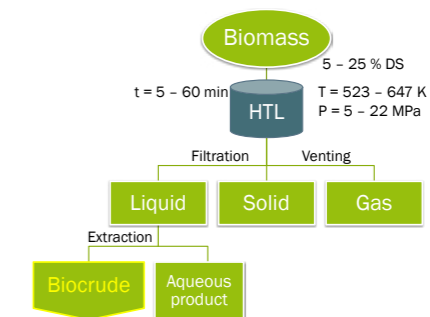 Biomass
5 – 25 % DS
t = 5 – 60 min
HTL
T = 523 – 647 K
P = 5 – 22 MPa
Filtration
Venting
Liquid
Solid
Gas
Extraction
Biocrude
Aqueous
product